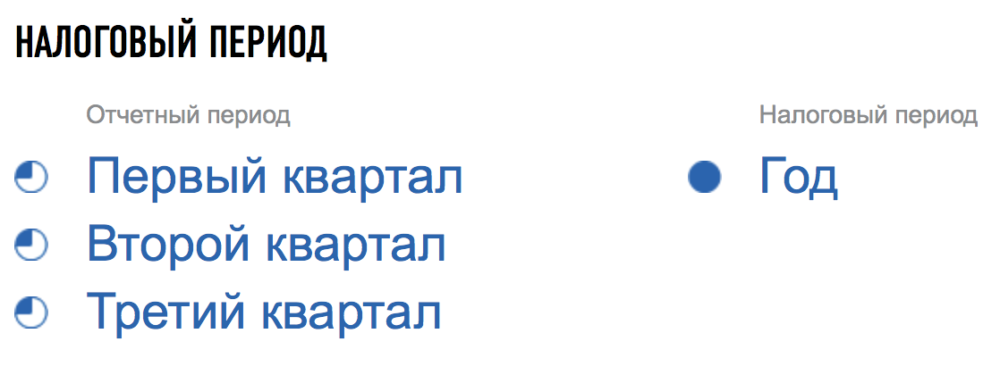 НАЛОГОВЫЙ ПЕРИОД
Отчетный период
Первый квартал
Второй квартал
Третий квартал
Налоговый период
Год